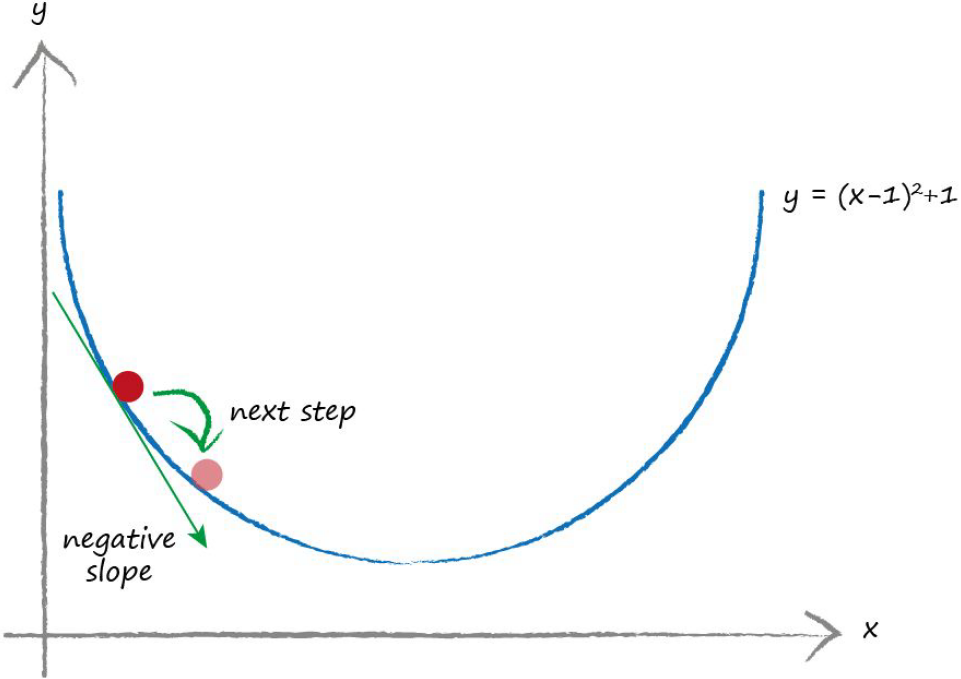 y
y = (x-1)²+1
next step
negative
slope
x